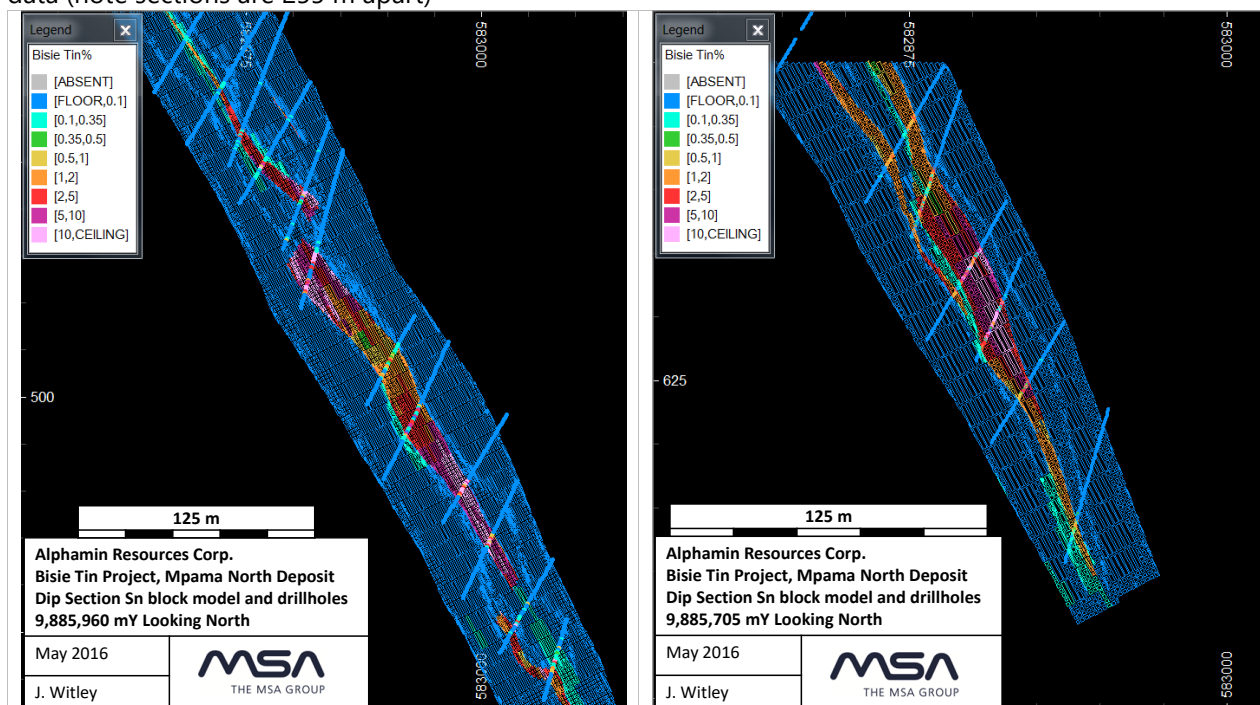 data (note sections are 255 m apart)
Legend
Bisie Tin%
[ABSENT]
[FLOOR,0.1]
[0.1,0.35]
[0.35,0.5]
[0.5,1]
[1,2]
[2,5]
[5,10]
[10,CEILING]
583000
500
125 m
Alphamin Resources Corp.
Bisie Tin Project, Mpama North Deposit
Dip Section Sn block model and drillholes
9,885,960 mY Looking North
May 2016
J. Witley
MSA
THE MSA GROUP
583000
Legend
Bisie Tin%
[ABSENT]
[FLOOR,0.1]
[0.1,0.35]
[0.35,0.5]
[0.5,1]
[1,2]
[2,5]
[5,10]
[10,CEILING]
582875
583000
625
125 m
Alphamin Resources Corp.
Bisie Tin Project, Mpama North Deposit
Dip Section Sn block model and drillholes
9,885,705 mY Looking North
May 2016
J. Witley
MSA
THE MSA GROUP
583000